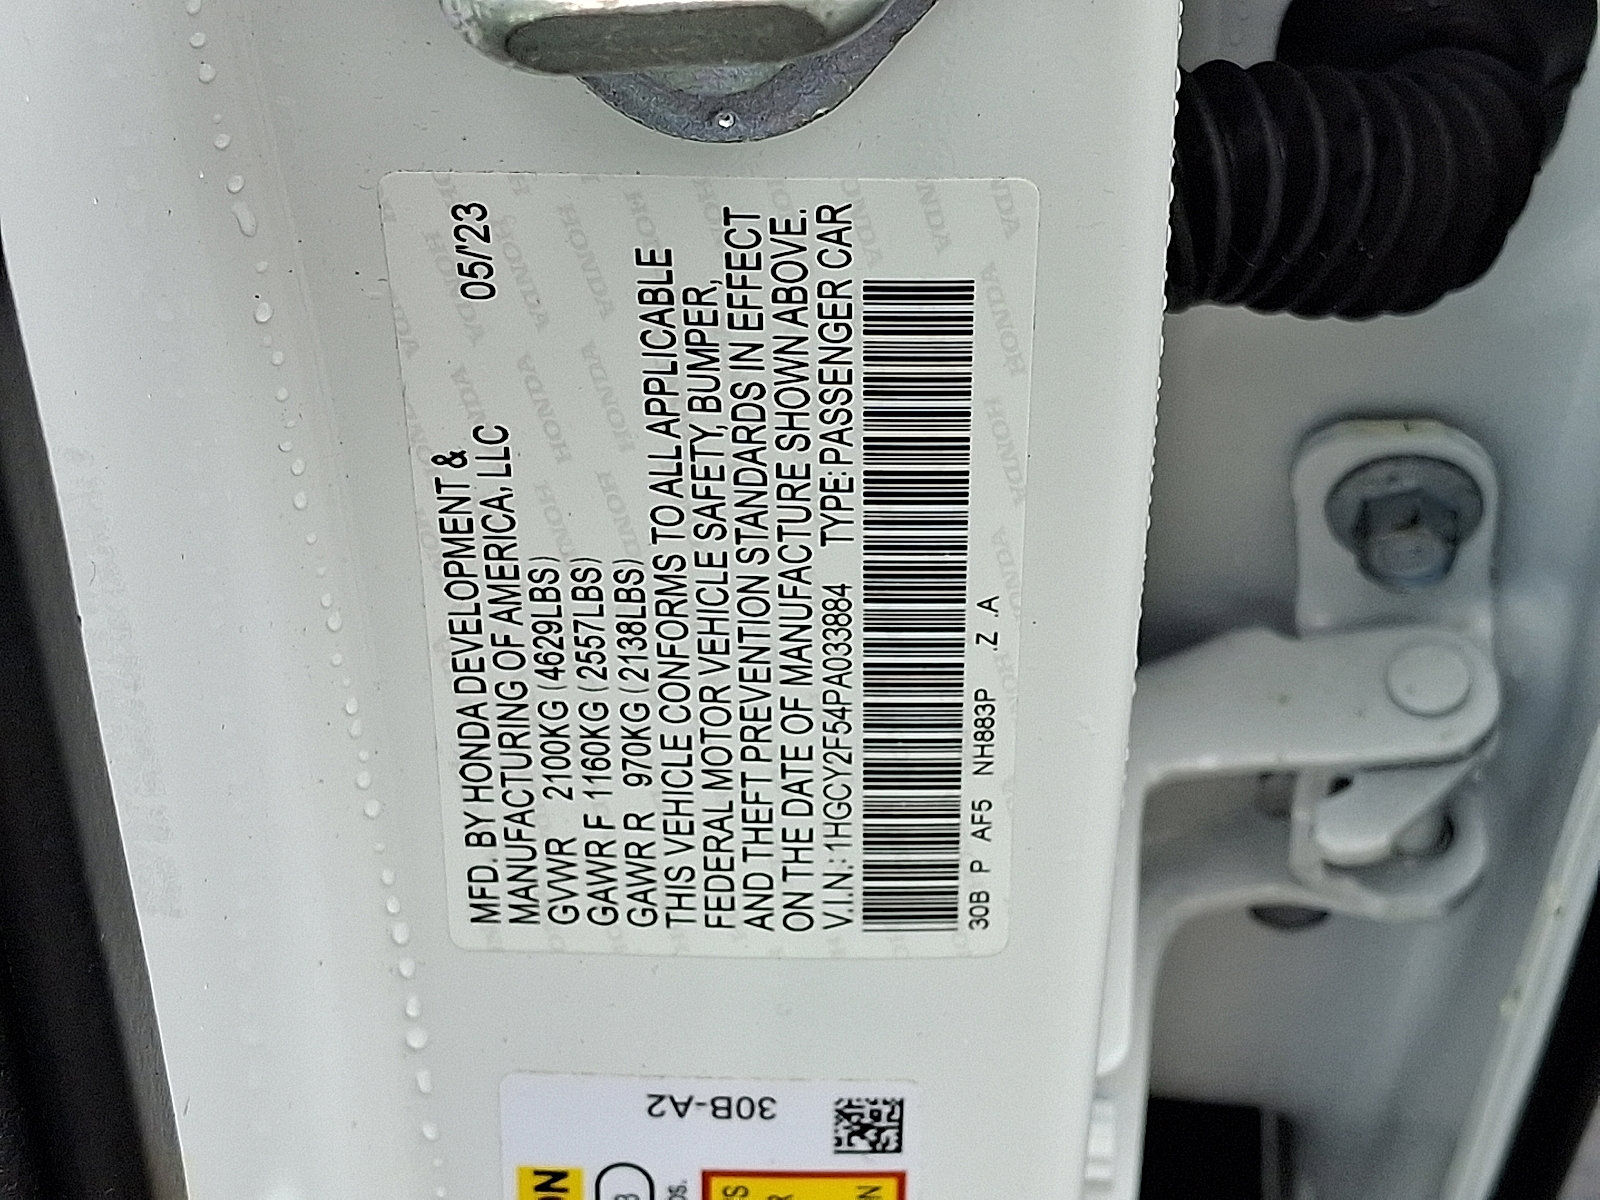 MFD. BY HONDA DEVELOPMENT &
MANUFACTURING OF AMERICA, LLC 05/'23
GVWR 2100KG (4629LBS)
GAWR F 1160KG (2557LBS)
GAWR R 970KG (2138LBS)
THIS VEHICLE CONFORMS TO ALL APPLICABLE
FEDERAL MOTOR VEHICLE SAFETY, BUMPER,
AND THEFT PREVENTION STANDARDS IN EFFECT
ON THE DATE OF MANUFACTURE SHOWN ABOVE.
V.I.N.: 1HGCY2F54PA033884 TYPE: PASSENGER CAR
30B P AF5 NH883P .Z .A
30B-A2